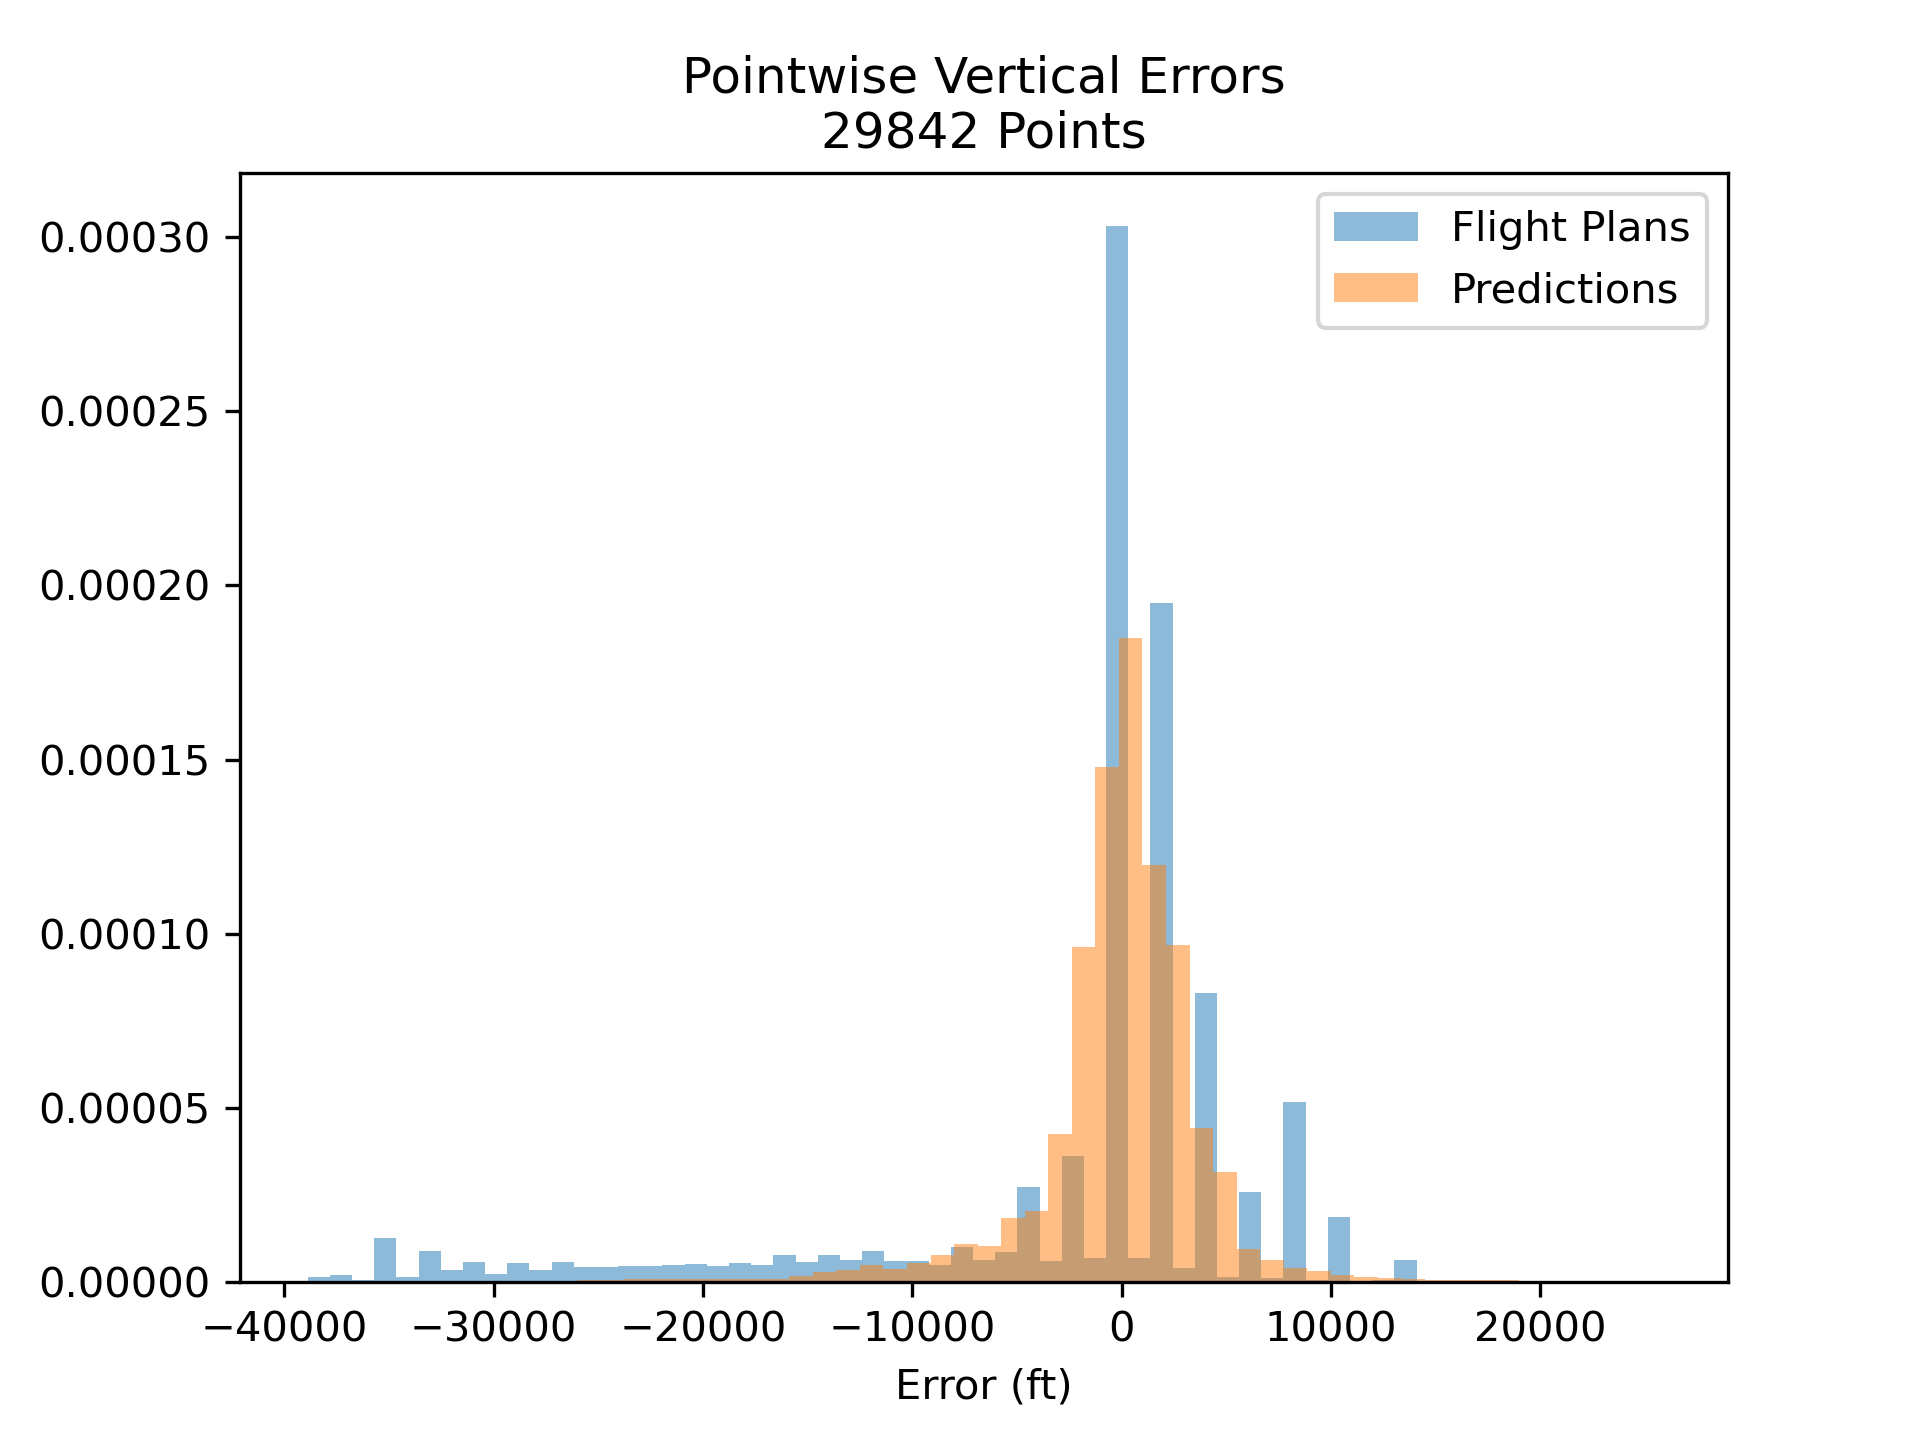 Pointwise Vertical Errors
29842 Points
Flight Plans
Predictions
0.00030
0.00025
0.00020
0.00015
0.00010
0.00005
0.00000
−40000 −30000 −20000 −10000 0 10000 20000
Error (ft)